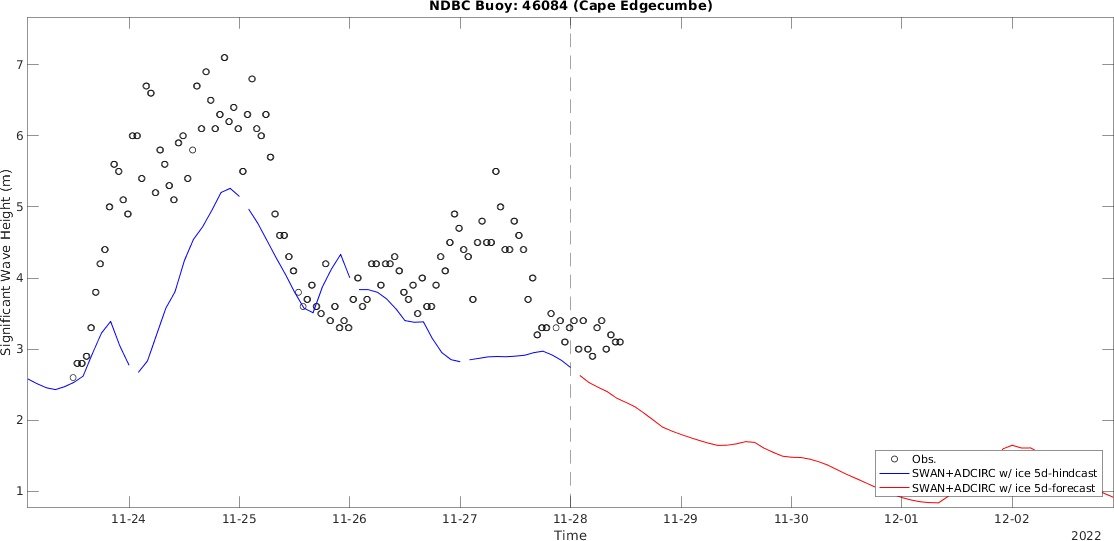 NDBC Buoy: 46084 (Cape Edgecumbe)
Significant Wave Height (m)
7
6
5
4
3
2
1
Obs.
SWAN+ADCIRC w/ ice 5d-hindcast
SWAN+ADCIRC w/ ice 5d-forecast
11-24
11-25
11-26
11-27
11-28
11-29
11-30
12-01
12-02
Time
2022